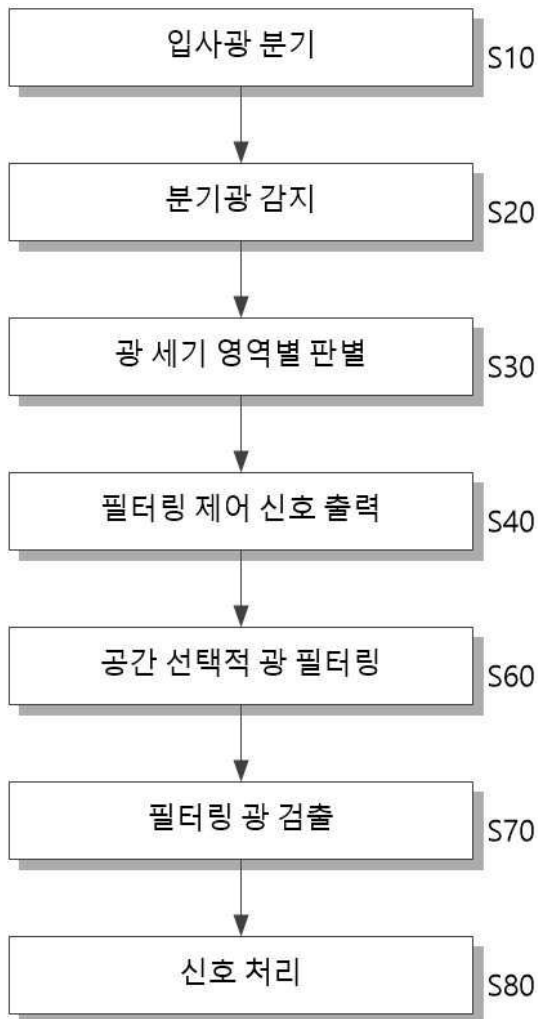 입사광 분기
S10
분기광 감지
S20
광 세기 영역별 판별
S30
필터링 제어 신호 출력
S40
공간 선택적 광 필터링
S60
필터링 광 검출
S70
신호 처리
S80